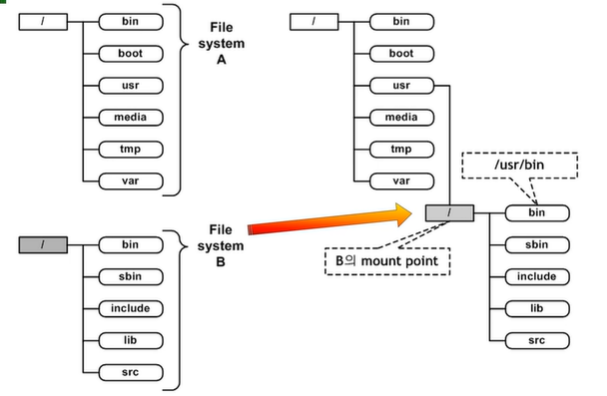 /
bin
boot
usr
media
tmp
var
File
system
A
/
bin
sbin
include
lib
src
File
system
B
/
bin
boot
usr
media
tmp
var
/usr/bin
/
B의 mount point
bin
sbin
include
lib
src